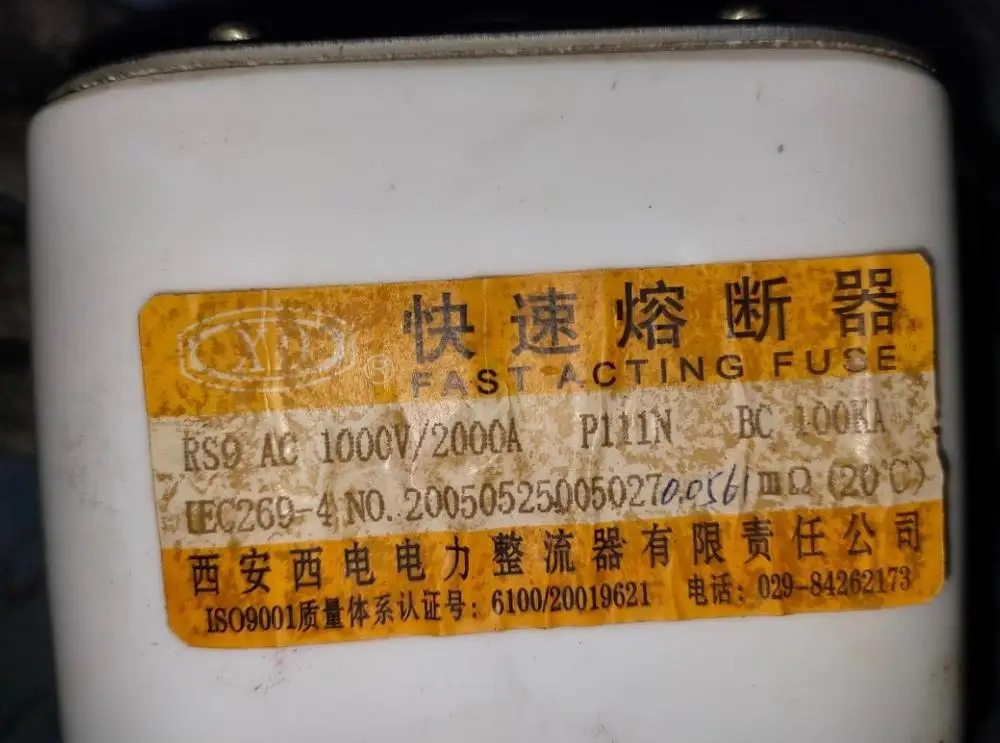 快速熔断器
®
FAST ACTING FUSE
RS9 AC 1000V/2000A P111N BC 100KA
IEC269-4 NO. 200505250050270.0561 mΩ (20℃)
西安西电电力整流器有限责任公司
ISO9001质量体系认证号: 6100/20019621 电话: 029-84262173